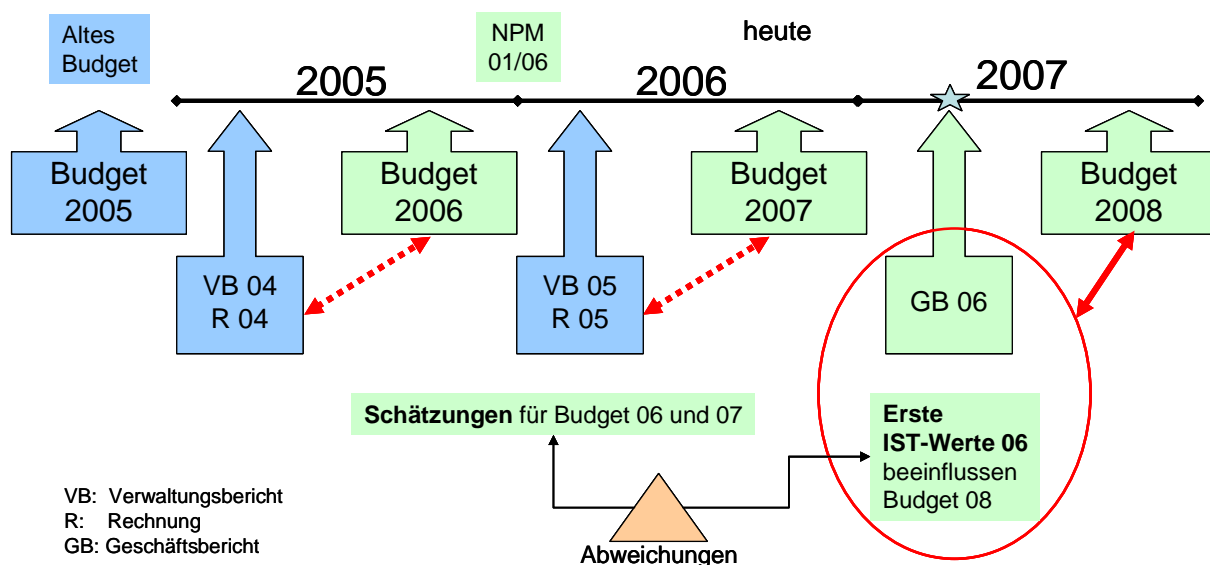 Altes
Budget
NPM
01/06
heute
2005
2006
2007
Budget
2005
Budget
2006
Budget
2007
Budget
2008
VB 04
R 04
VB 05
R 05
GB 06
Schätzungen für Budget 06 und 07
Erste
IST-Werte 06
beeinflussen
Budget 08
VB: Verwaltungsbericht
R: Rechnung
GB: Geschäftsbericht
Abweichungen